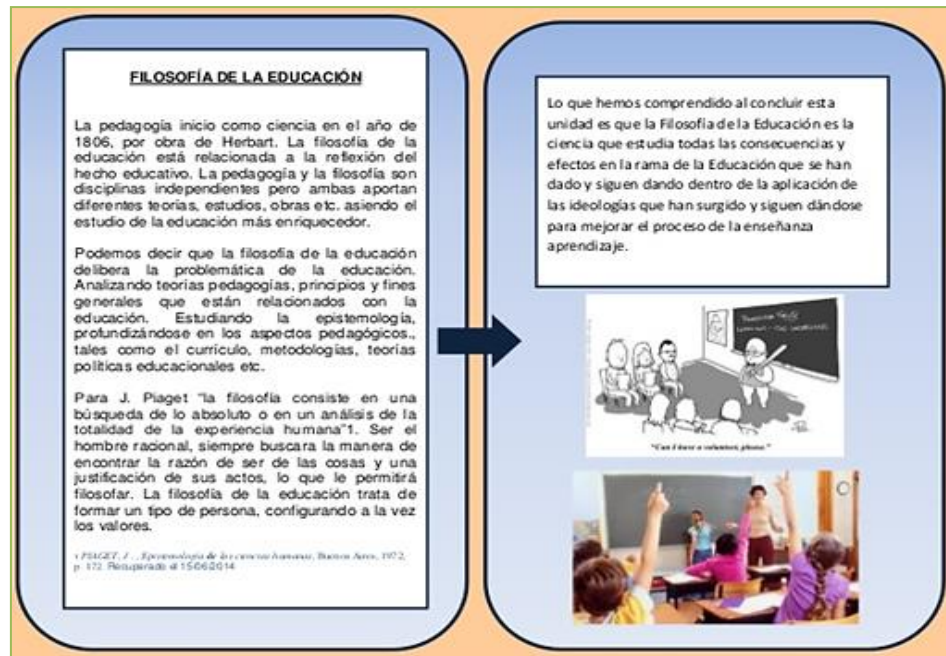 FILOSOFÍA DE LA EDUCACIÓN
La pedagogía inicio como ciencia en el año de
1806, por obra de Herbart. La filosofía de la
educación está relacionada a la reflexión del
hecho educativo. La pedagogía y la filosofía son
disciplinas independientes pero ambas aportan
diferentes teorías, estudios, obras etc. asiendo el
estudio de la educación más enriquecedor.
Podemos decir que la filosofía de la educación
delibera la problemática de la educación.
Analizando teorías pedagogías, principios y fines
generales que están relacionados con la
educación. Estudiando la epistemología,
profundizándose en los aspectos pedagógicos.,
tales como el currículo, metodologías, teorías
políticas educacionales etc.
Para J. Piaget "la filosofía consiste en una
búsqueda de lo absoluto o en un análisis de la
totalidad de la experiencia humana"1. Ser el
hombre racional, siempre buscara la manera de
encontrar la razón de ser de las cosas y una
justificación de sus actos, lo que le permitirá
filosofar. La filosofía de la educación trata de
formar un tipo de persona, configurando a la vez
los valores.
1 PIAGET, J. , Epistemología de las ciencias humanas, Buenos Aires, 1972,
p. 172. Recuperado el 15/06/2014
Lo que hemos comprendido al concluir esta
unidad es que la Filosofía de la Educación es la
ciencia que estudia todas las consecuencias y
efectos en la rama de la Educación que se han
dado y siguen dando dentro de la aplicación de
las ideologías que han surgido y siguen dándose
para mejorar el proceso de la enseñanza
aprendizaje.
"Can I have a volunteer, please."